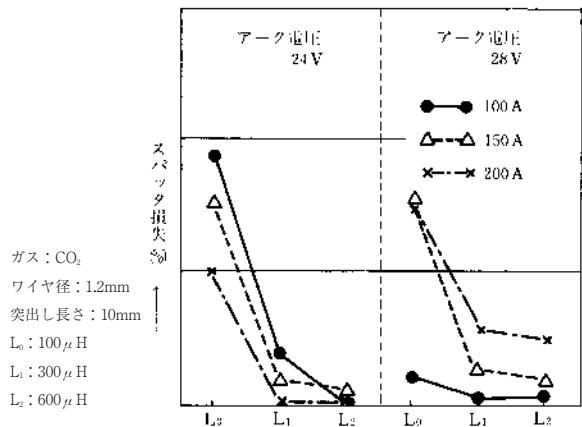 アーク電圧
24V
アーク電圧
28V
100A
150A
200A
スパッタ損失 %
ガス：CO₂
ワイヤ径：1.2mm
突出し長さ：10mm
L₀：100μH
L₁：300μH
L₂：600μH
L₀ L₁ L₂ L₀ L₁ L₂